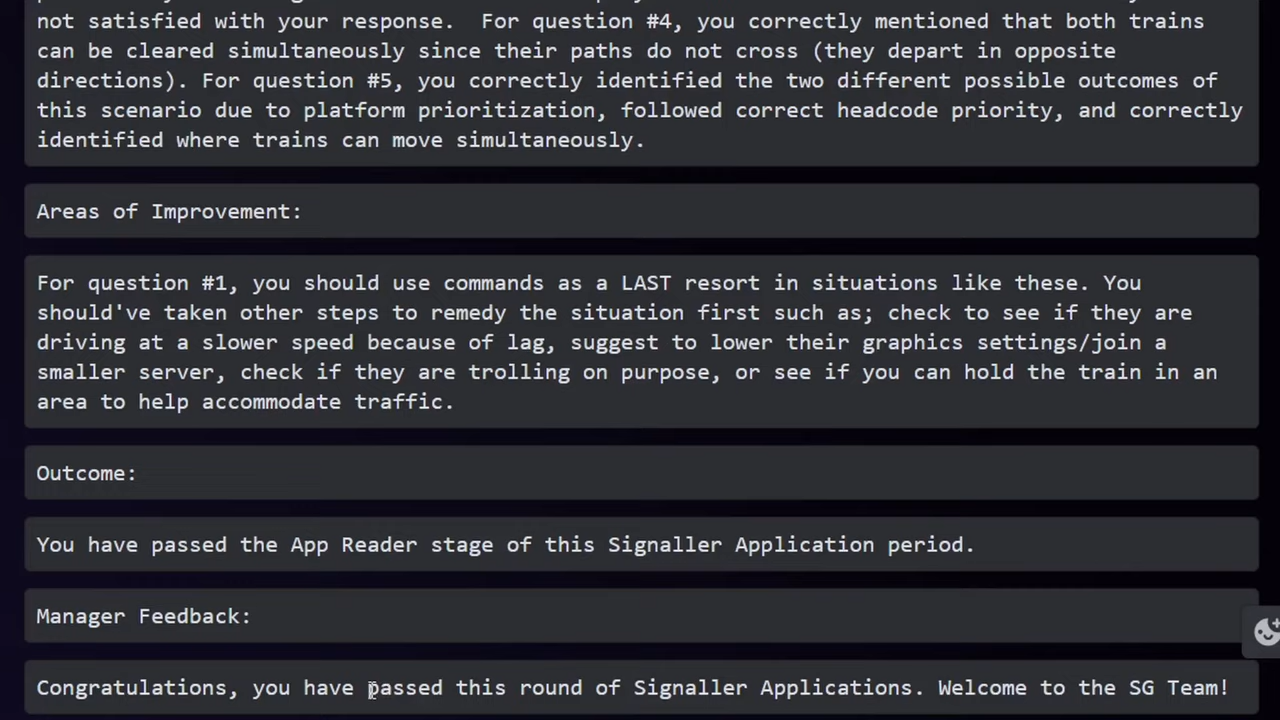 not satisfied with your response.  For question #4, you correctly mentioned that both trains
can be cleared simultaneously since their paths do not cross (they depart in opposite
directions). For question #5, you correctly identified the two different possible outcomes of
this scenario due to platform prioritization, followed correct headcode priority, and correctly
identified where trains can move simultaneously.
Areas of Improvement:
For question #1, you should use commands as a LAST resort in situations like these. You
should've taken other steps to remedy the situation first such as; check to see if they are
driving at a slower speed because of lag, suggest to lower their graphics settings/join a
smaller server, check if they are trolling on purpose, or see if you can hold the train in an
area to help accommodate traffic.
Outcome:
You have passed the App Reader stage of this Signaller Application period.
Manager Feedback:
Congratulations, you have passed this round of Signaller Applications. Welcome to the SG Team!